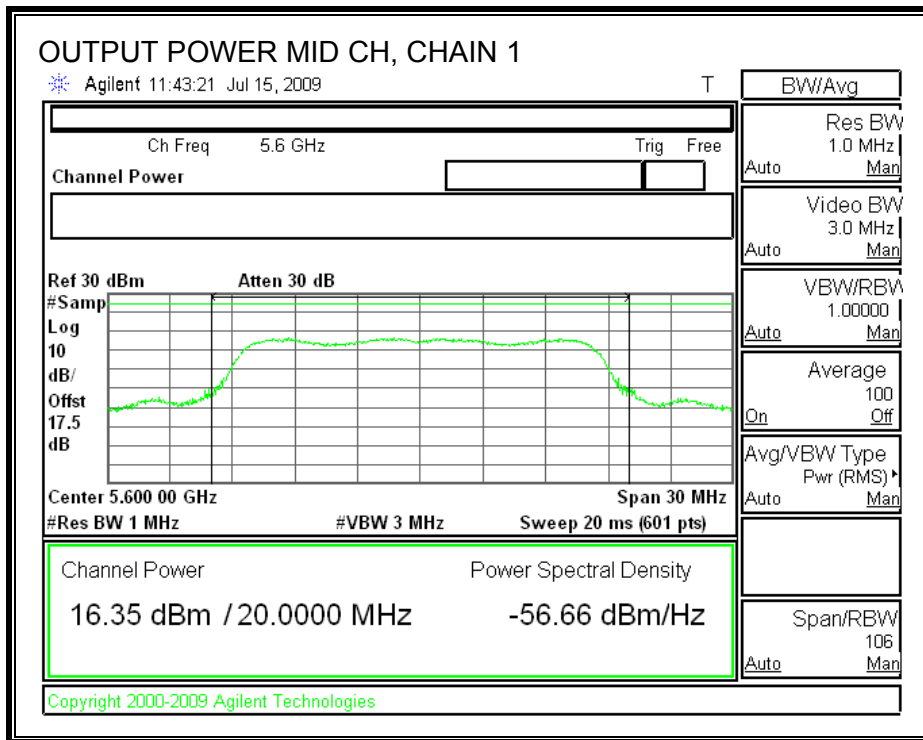 OUTPUT POWER MID CH, CHAIN 1
Agilent 11:43:21 Jul 15, 2009 T
BW/Avg
Ch Freq 5.6 GHz Trig Free
Channel Power
Res BW
1.0 MHz
Auto Man
Video BW
3.0 MHz
Auto Man
Ref 30 dBm Atten 30 dB
#Samp
Log
10
dB/
Offst
17.5
dB
VBW/RBW
1.00000
Auto Man
Average
100
On Off
Avg/VBW Type
Pwr (RMS)
Auto Man
Center 5.600 00 GHz Span 30 MHz
#Res BW 1 MHz #VBW 3 MHz Sweep 20 ms (601 pts)
Channel Power Power Spectral Density
16.35 dBm / 20.0000 MHz -56.66 dBm/Hz
Span/RBW
106
Auto Man
Copyright 2000-2009 Agilent Technologies